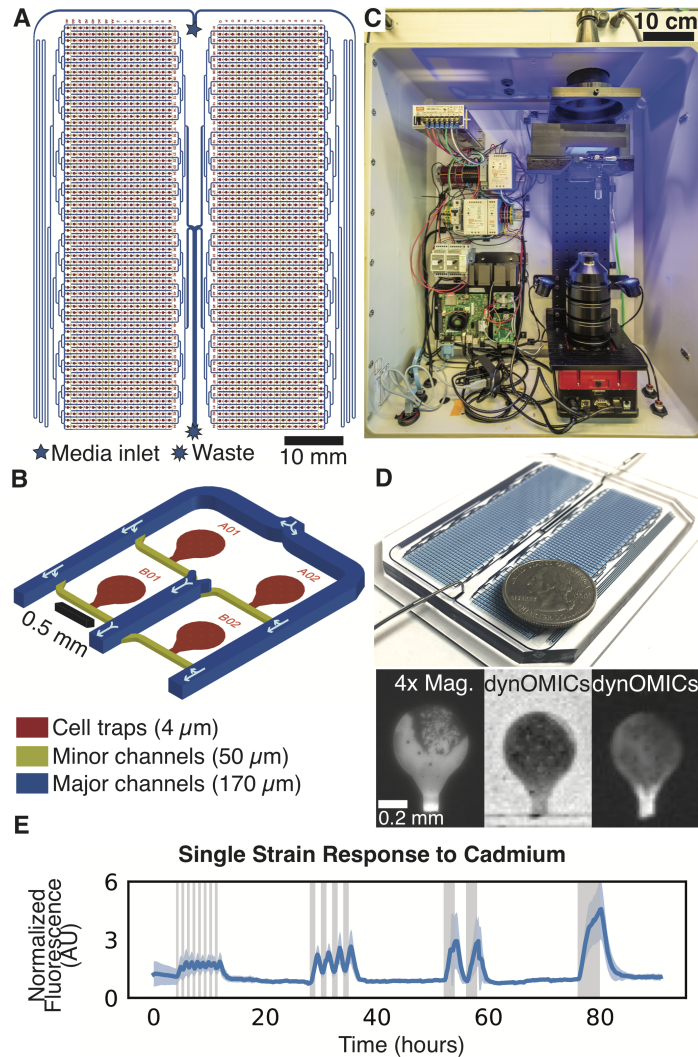 A
C
10 cm
Media inlet
Waste
10 mm
B
D
A01
B01
A02
B02
0.5 mm
4x Mag.
dynOMICs
dynOMICs
0.2 mm
Cell traps (4 µm)
Minor channels (50 µm)
Major channels (170 µm)
E
Single Strain Response to Cadmium
Normalized
Fluorescence
(AU)
6
3
0
0
20
40
60
80
Time (hours)